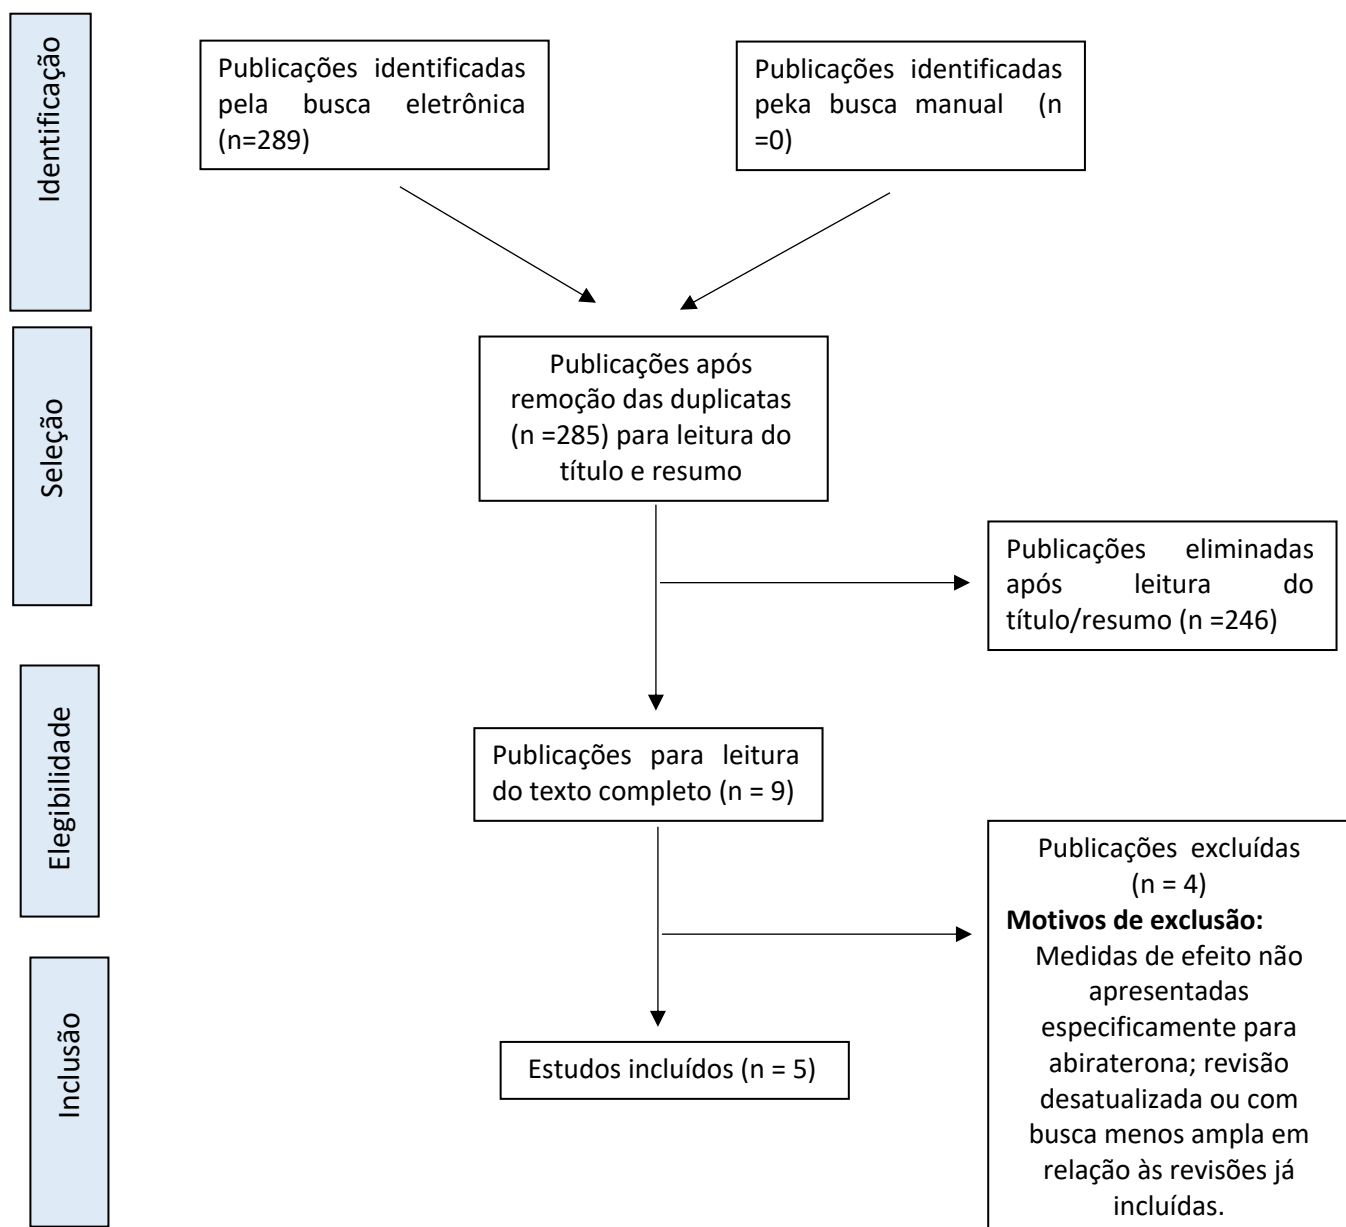 Identificação
Publicações identificadas
pela busca eletrônica
(n=289)
Publicações identificadas
peka busca manual (n
=0)
Seleção
Publicações após
remoção das duplicatas
(n =285) para leitura do
título e resumo
Publicações eliminadas
após leitura do
título/resumo (n =246)
Elegibilidade
Publicações para leitura
do texto completo (n = 9)
Publicações excluídas
(n = 4)
Motivos de exclusão:
Medidas de efeito não
apresentadas
especificamente para
abiraterona; revisão
desatualizada ou com
busca menos ampla em
relação às revisões já
incluídas.
Inclusão
Estudos incluídos (n = 5)